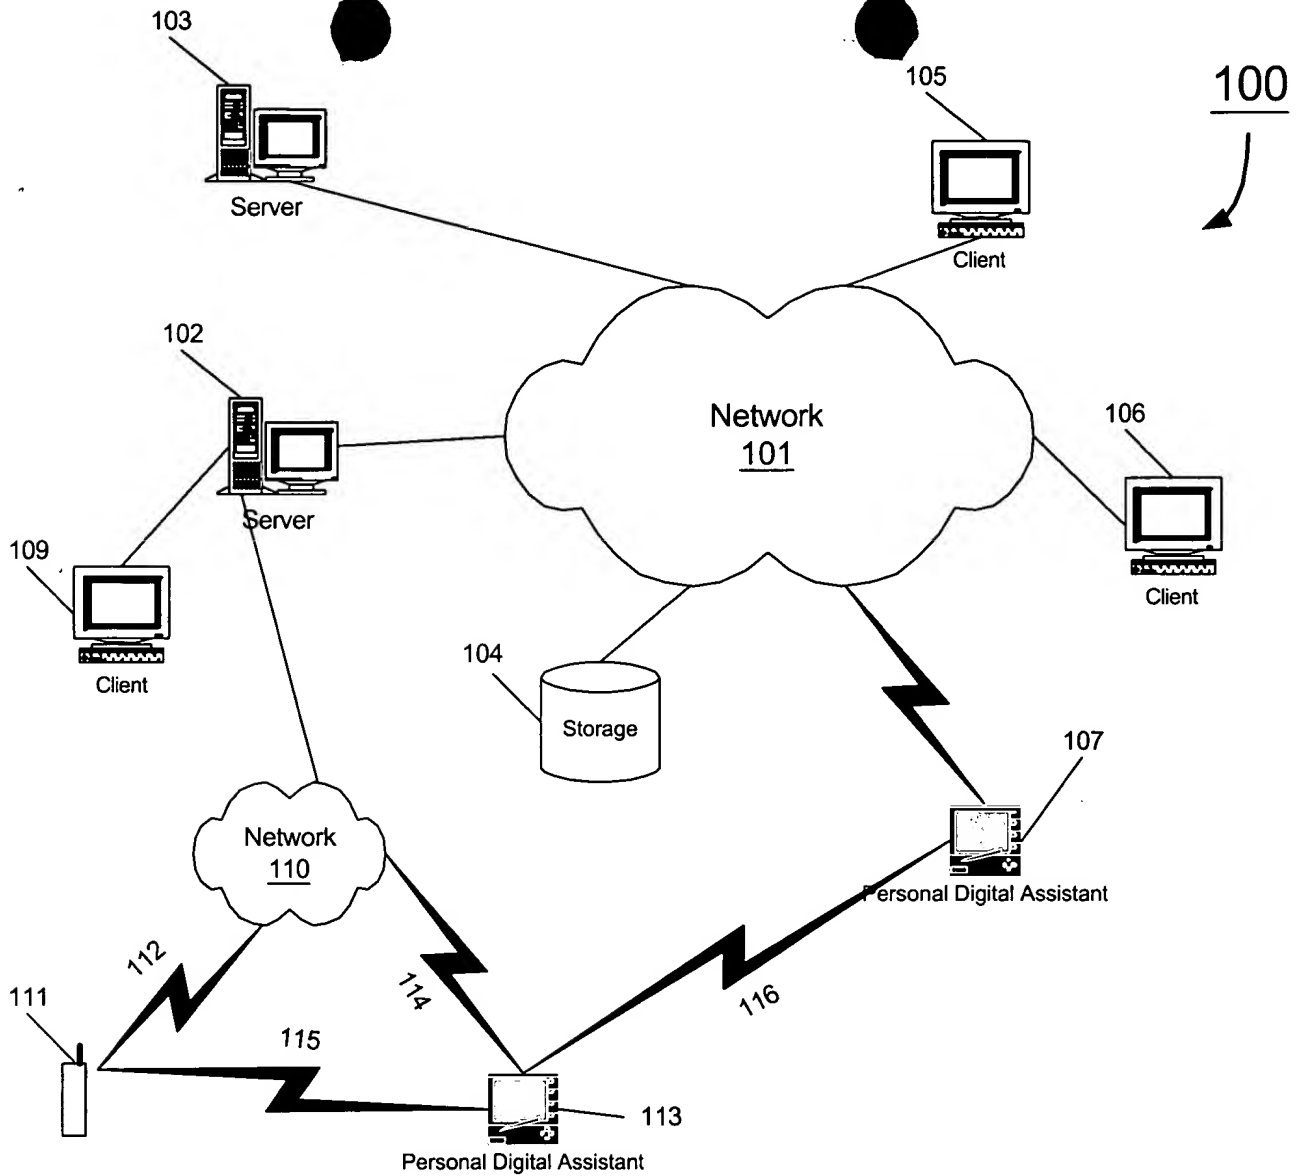 103
105
100
Server
Client
102
Network
101
106
Server
109
Client
Client
104
Storage
107
Network
110
Personal Digital Assistant
112
114
116
111
115
113
Personal Digital Assistant